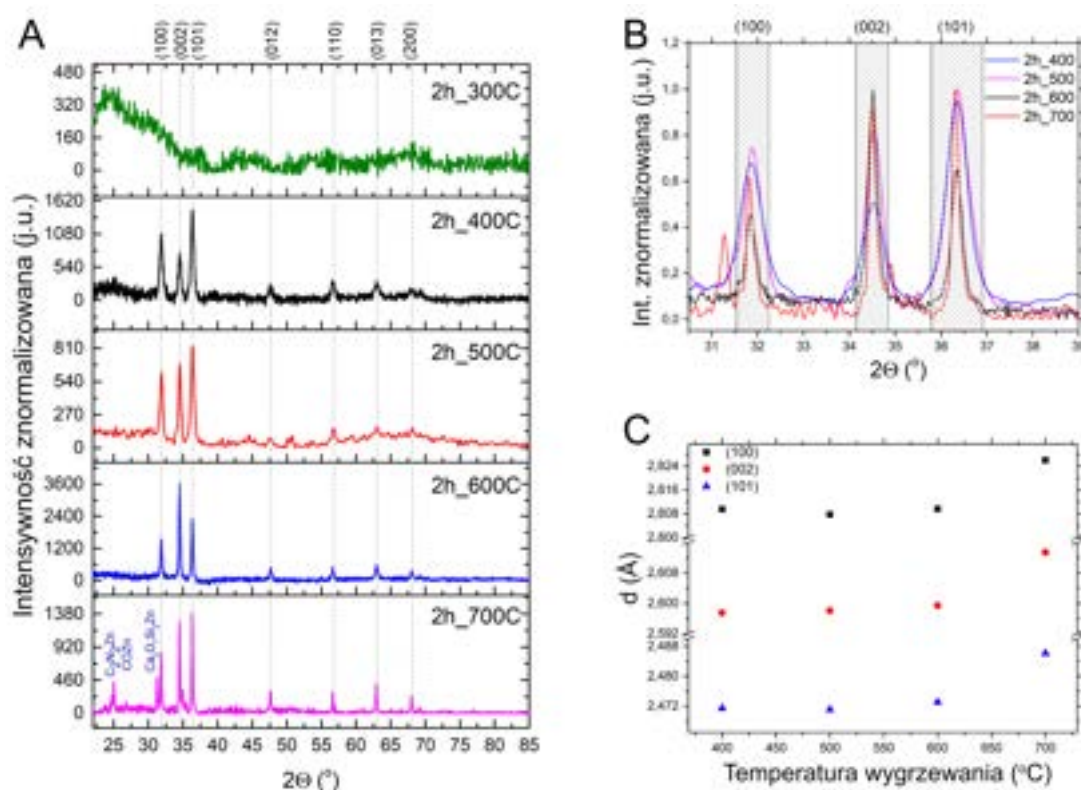 A
(100)
(002)
(101)
(012)
(110)
(013)
(200)
Intensywność znormalizowana (j.u.)
480
320
160
0
2h_300C
1620
1080
540
0
2h_400C
810
540
270
0
2h_500C
3600
2400
1200
0
2h_600C
1380
920
460
0
2h_700C
COZn
25 30 35 40 45 50 55 60 65 70 75 80 85
2Θ (°)
B
(100) (002) (101)
Int. znormalizowana (j.u.)
1,2
1,0
0,8
0,6
0,4
0,2
0,0
2h_400
2h_500
2h_600
2h_700
31 32 33 34 35 36 37 38 39
2Θ (°)
C
(100)
(002)
(101)
d (Å)
2,824
2,816
2,808
2,800
2,608
2,600
2,592
2,488
2,480
2,472
400 450 500 550 600 650 700
Temperatura wygrzewania (°C)